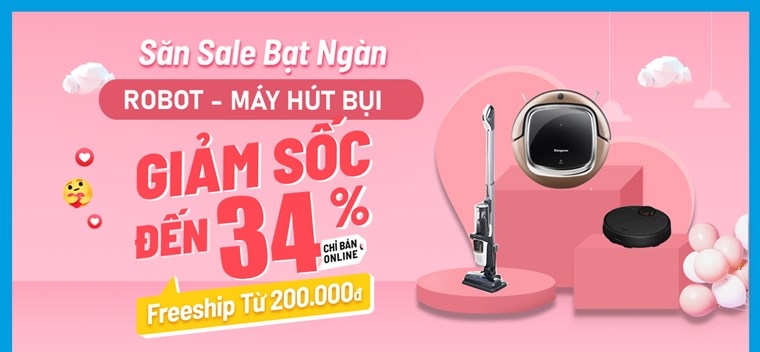 Săn Sale Bạt Ngàn
ROBOT - MÁY HÚT BỤI
GIẢM SỐC
ĐẾN 34%
CHỈ BÁN
ONLINE
Freeship Từ 200.000đ